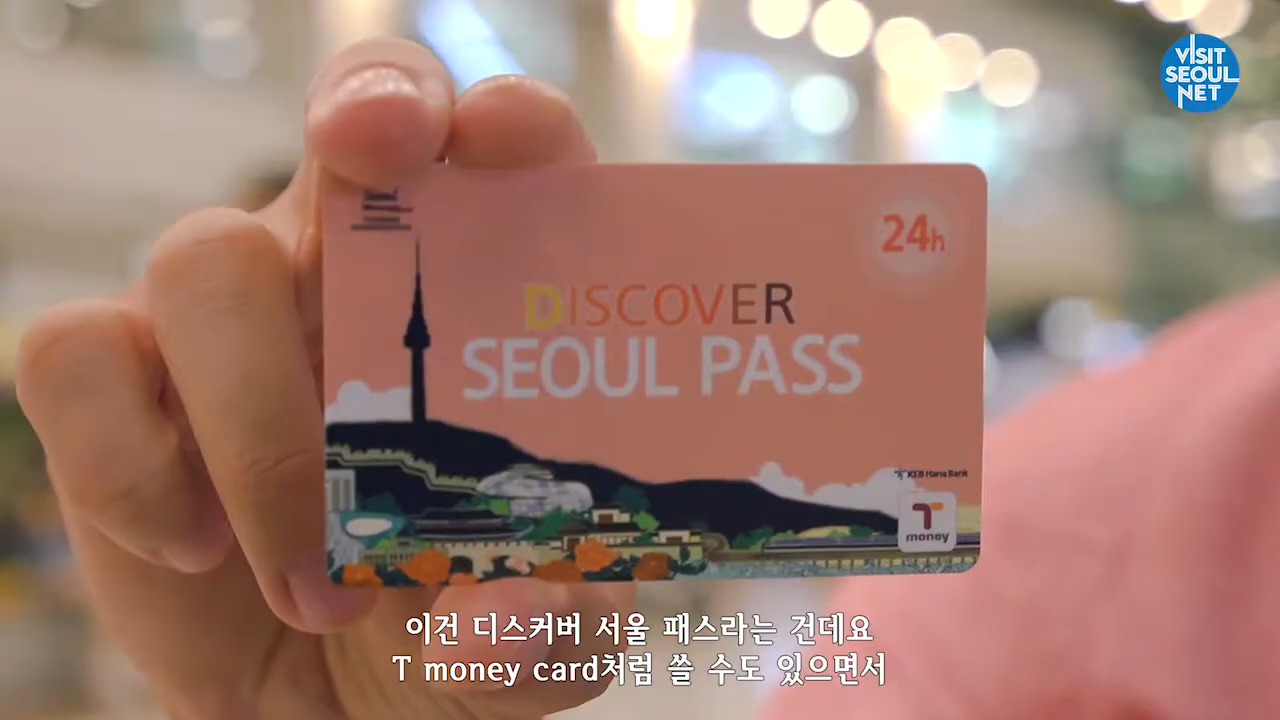 VISIT
SEOUL
NET
24h
DISCOVER
SEOUL PASS
KEB Hana Bank
T
money
이건 디스커버 서울 패스라는 건데요
T money card처럼 쓸 수도 있으면서